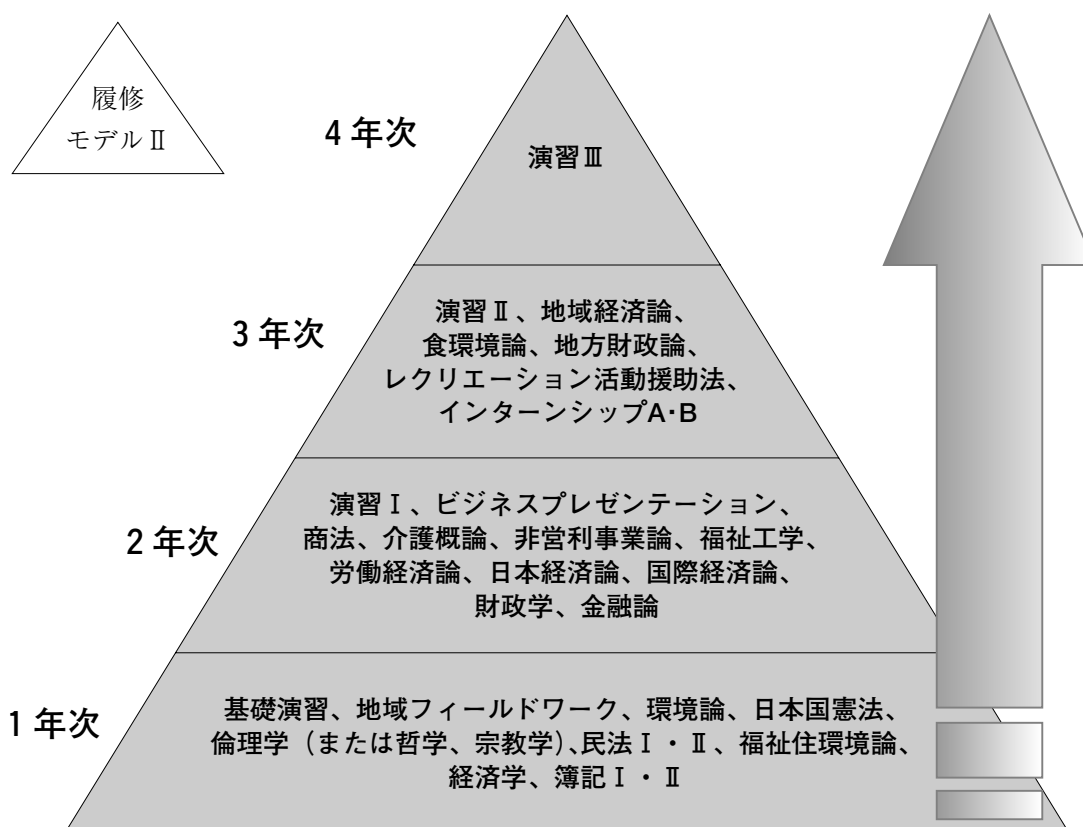 履修
モデルⅡ
4年次
演習Ⅲ
3年次
演習Ⅱ、地域経済論、
食環境論、地方財政論、
レクリエーション活動援助法、
インターンシップA・B
2年次
演習Ⅰ、ビジネスプレゼンテーション、
商法、介護概論、非営利事業論、福祉工学、
労働経済論、日本経済論、国際経済論、
財政学、金融論
1年次
基礎演習、地域フィールドワーク、環境論、日本国憲法、
倫理学（または哲学、宗教学）、民法Ⅰ・Ⅱ、福祉住環境論、
経済学、簿記Ⅰ・Ⅱ